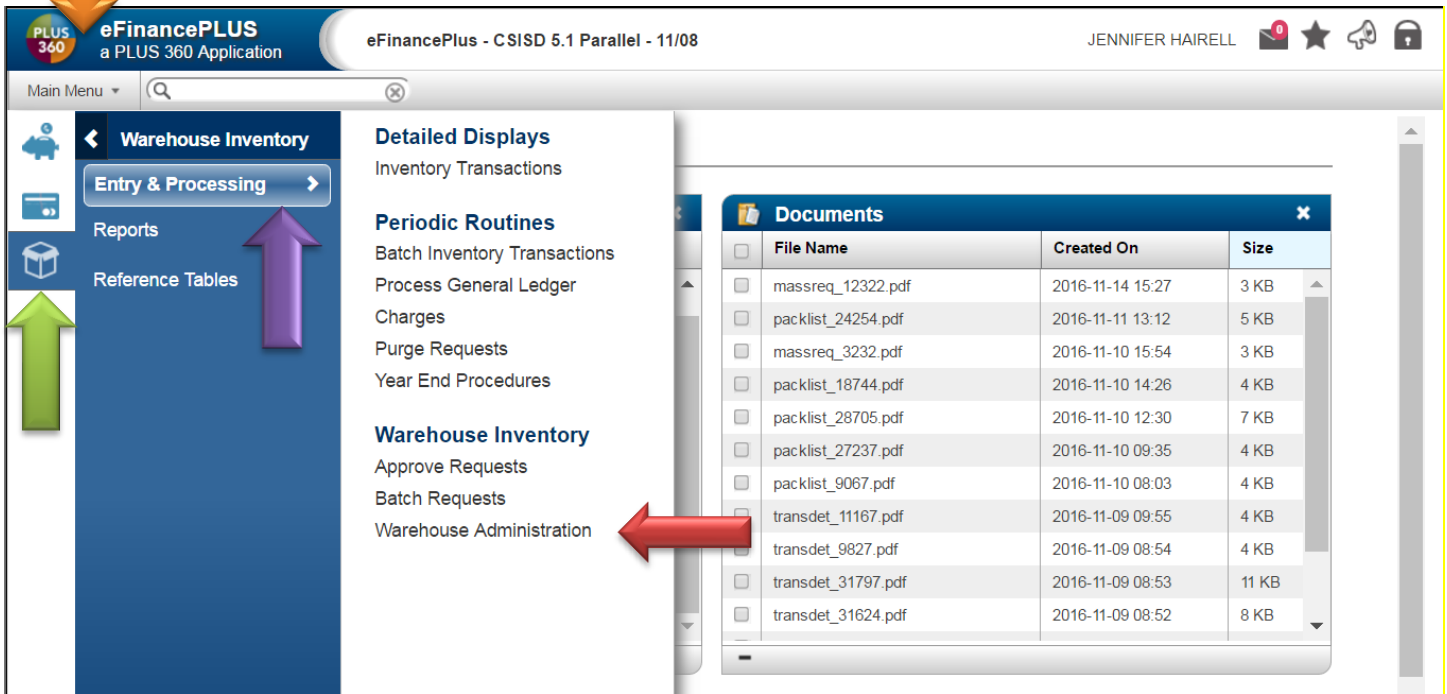 PLUS
360
eFinancePLUS
a PLUS 360 Application
eFinancePlus - CSISD 5.1 Parallel - 11/08
JENNIFER HAIRELL
0
Main Menu
Warehouse Inventory
Entry & Processing
Reports
Reference Tables
Detailed Displays
Inventory Transactions
Periodic Routines
Batch Inventory Transactions
Process General Ledger
Charges
Purge Requests
Year End Procedures
Warehouse Inventory
Approve Requests
Batch Requests
Warehouse Administration
Documents
File Name Created On Size
massreq_12322.pdf 2016-11-14 15:27 3 KB
packlist_24254.pdf 2016-11-11 13:12 5 KB
massreq_3232.pdf 2016-11-10 15:54 3 KB
packlist_18744.pdf 2016-11-10 14:26 4 KB
packlist_28705.pdf 2016-11-10 12:30 7 KB
packlist_27237.pdf 2016-11-10 09:35 4 KB
packlist_9067.pdf 2016-11-10 08:03 4 KB
transdet_11167.pdf 2016-11-09 09:55 4 KB
transdet_9827.pdf 2016-11-09 08:54 4 KB
transdet_31797.pdf 2016-11-09 08:53 11 KB
transdet_31624.pdf 2016-11-09 08:52 8 KB